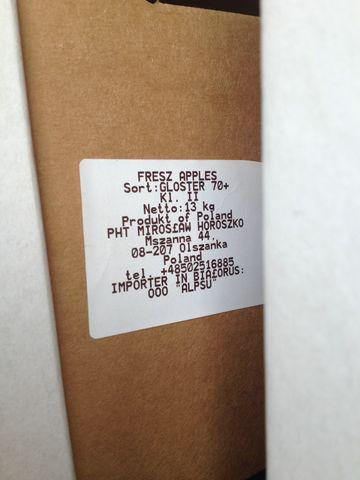 FRESZ APPLES
Sort:GLOSTER 70+
Kl. II
Netto:13 kg
Produkt of Poland
PHT MIROSŁAW HOROSZKO
Mszanna 44.
08-207 Olszanka
Poland
tel. +48502516885
IMPORTER IN BIAŁORUS:
OOO "ALPSU"